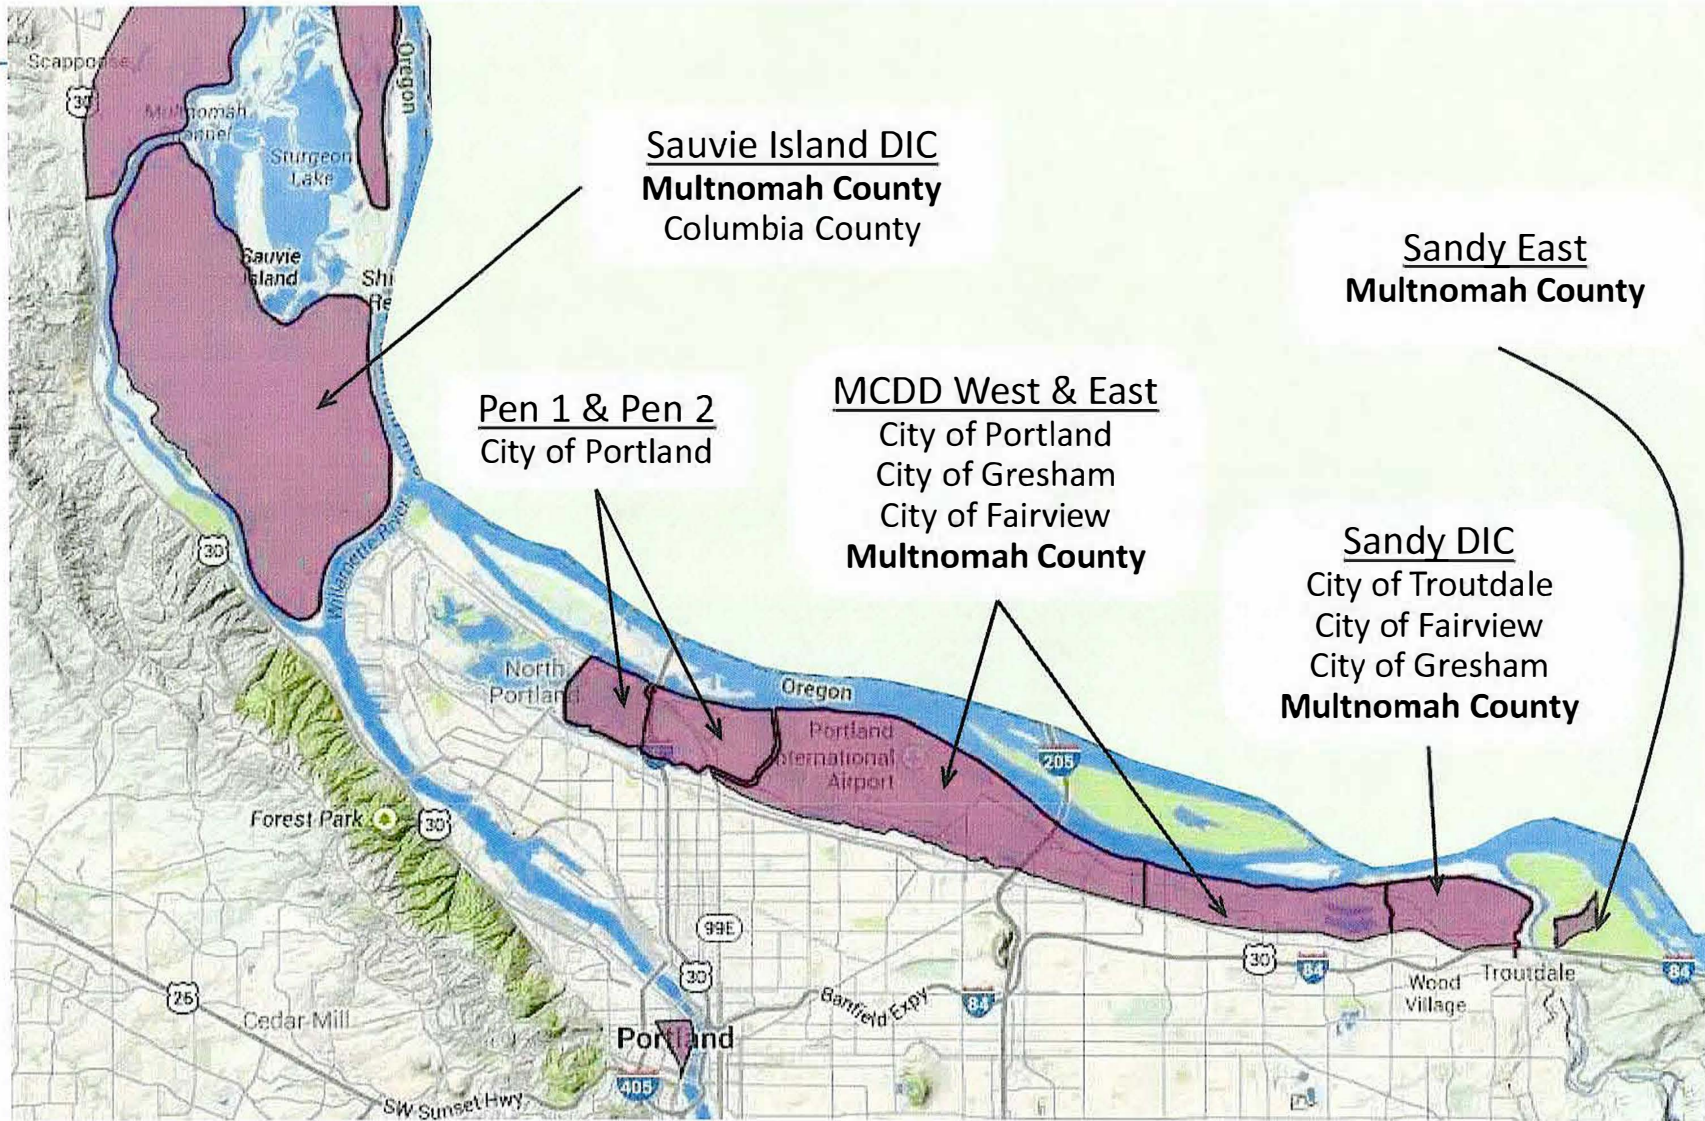 Scappoose
30
Multnomah
Channel
Oregon
Sturgeon
Lake
Sauvie Island DIC
Multnomah County
Columbia County
Sauvie
Island
Sandy East
Multnomah County
Pen 1 & Pen 2
City of Portland
MCDD West & East
City of Portland
City of Gresham
City of Fairview
Multnomah County
Sandy DIC
City of Troutdale
City of Fairview
City of Gresham
Multnomah County
30
Willamette River
North
Portland
Oregon
Portland
International
Airport
205
Forest Park
30
99E
30
30
84
Wood
Village
Troutdale
84
26
Cedar Mill
Banfield Expy
84
Portland
405
SW Sunset Hwy